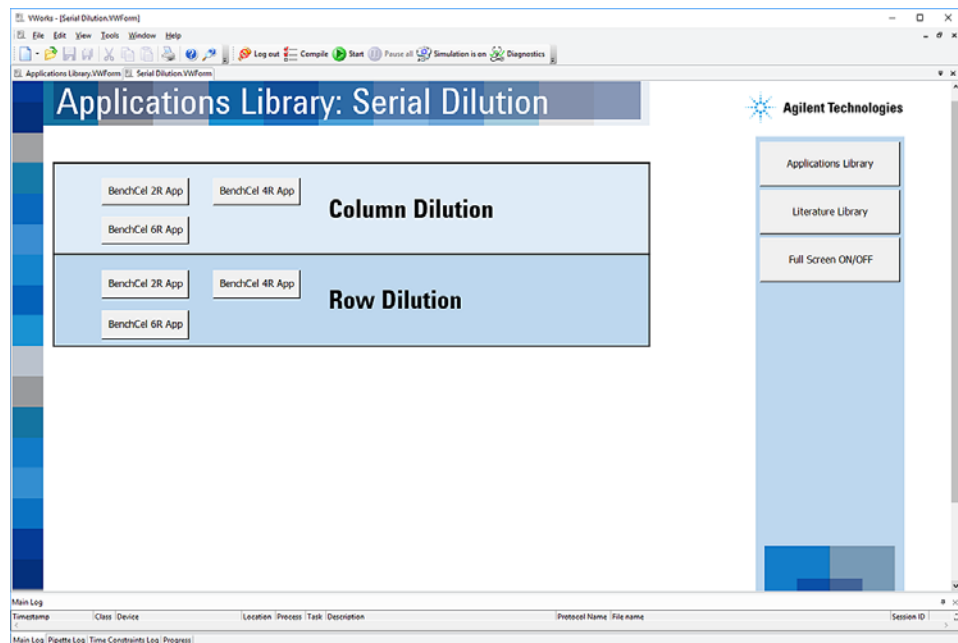 VWorks - [Serial Dilution.VWForm]
File Edit View Tools Window Help
Log out Compile Start Pause all Simulation is on Diagnostics
Applications Library.VWForm Serial Dilution.VWForm
Applications Library: Serial Dilution
Agilent Technologies
Applications Library
Literature Library
Full Screen ON/OFF
BenchCel 2R App BenchCel 4R App
BenchCel 6R App
Column Dilution
BenchCel 2R App BenchCel 4R App
BenchCel 6R App
Row Dilution
Main Log
Timestamp Class Device Location Process Task Description Protocol Name File name Session ID
Main Log Pipette Log Time Constraints Log Progress